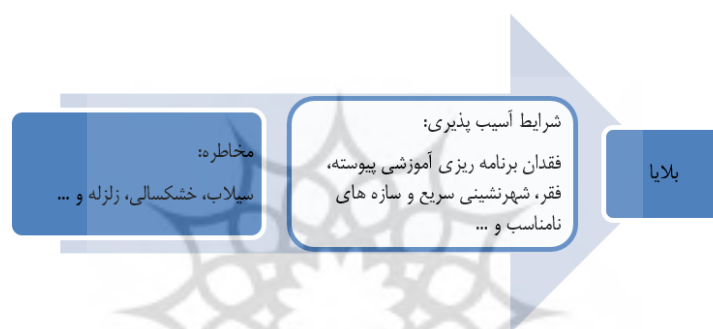 مخاطره:
سیلاب، خشکسالی، زلزله و ...
شرایط آسیب پذیری:
فقدان برنامه ریزی آموزشی پیوسته،
فقر، شهرنشینی سریع و سازه های
نامناسب و ...
بلایا